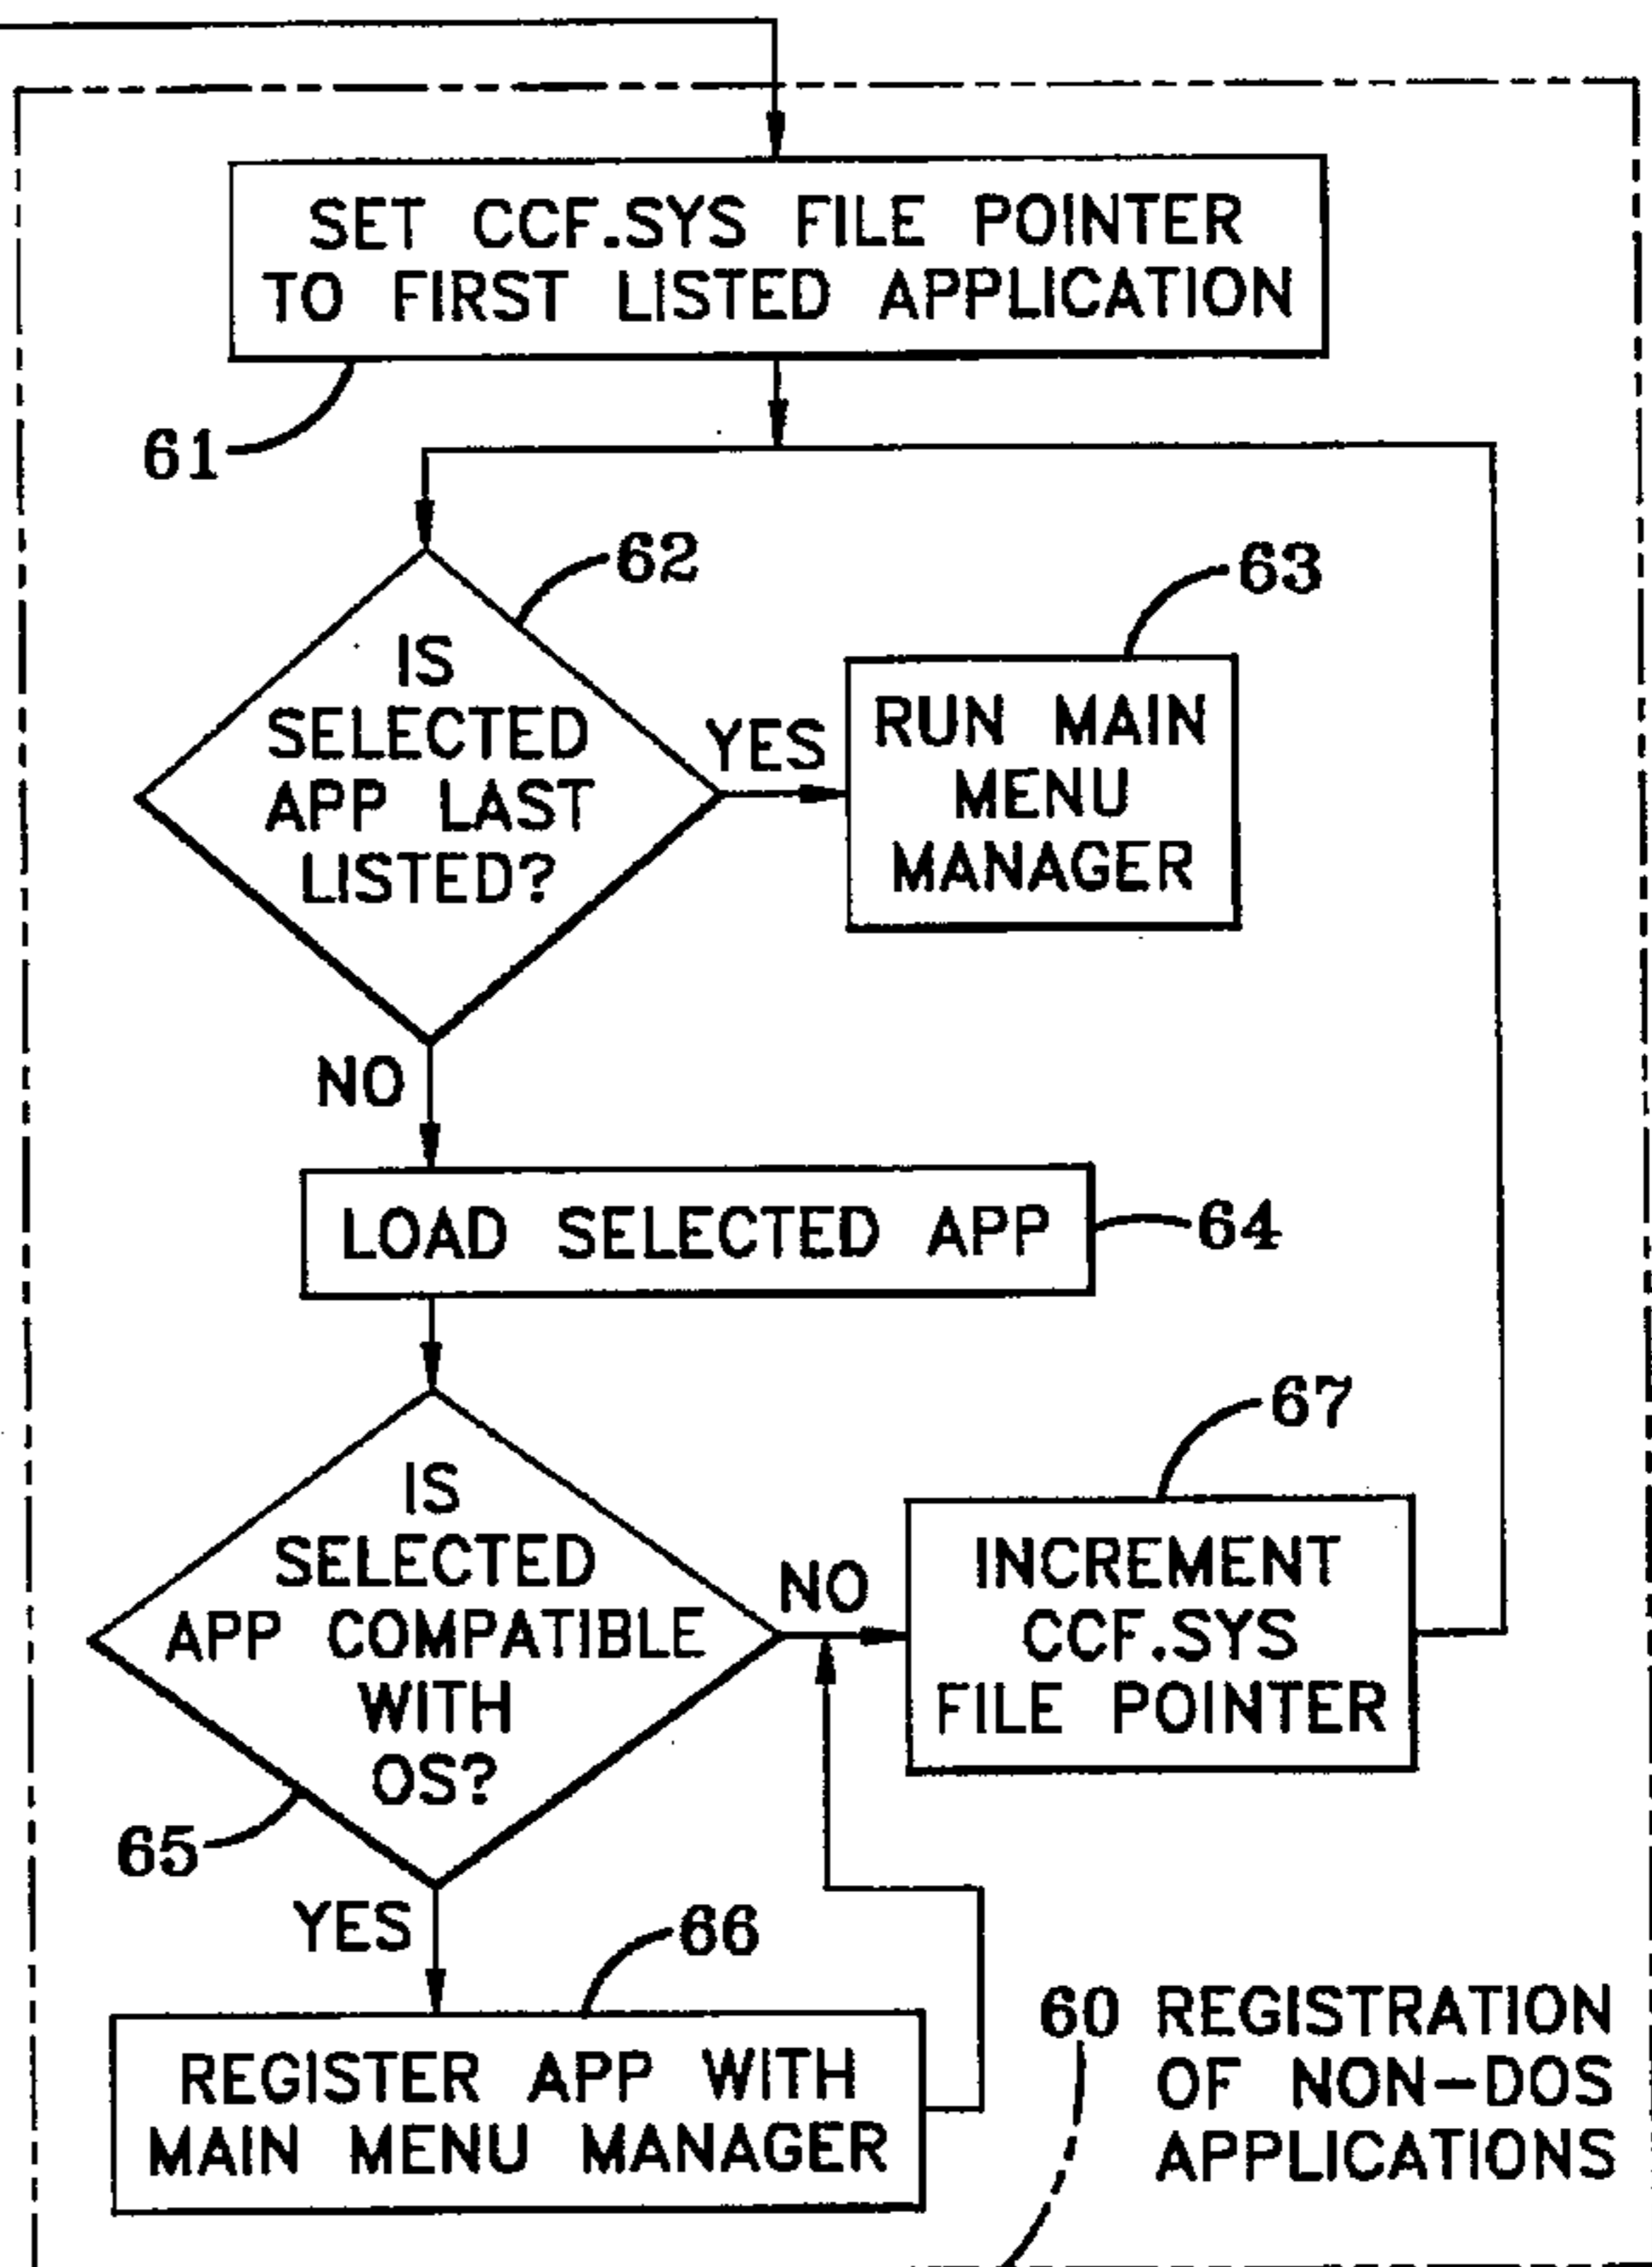 SET CCF.SYS FILE POINTER
TO FIRST LISTED APPLICATION
61
62
63
IS
SELECTED
APP LAST
LISTED?
YES
RUN MAIN
MENU
MANAGER
NO
LOAD SELECTED APP
64
67
IS
SELECTED
APP COMPATIBLE
WITH
OS?
NO
INCREMENT
CCF.SYS
FILE POINTER
65
YES
66
REGISTER APP WITH
MAIN MENU MANAGER
60 REGISTRATION
OF NON-DOS
APPLICATIONS